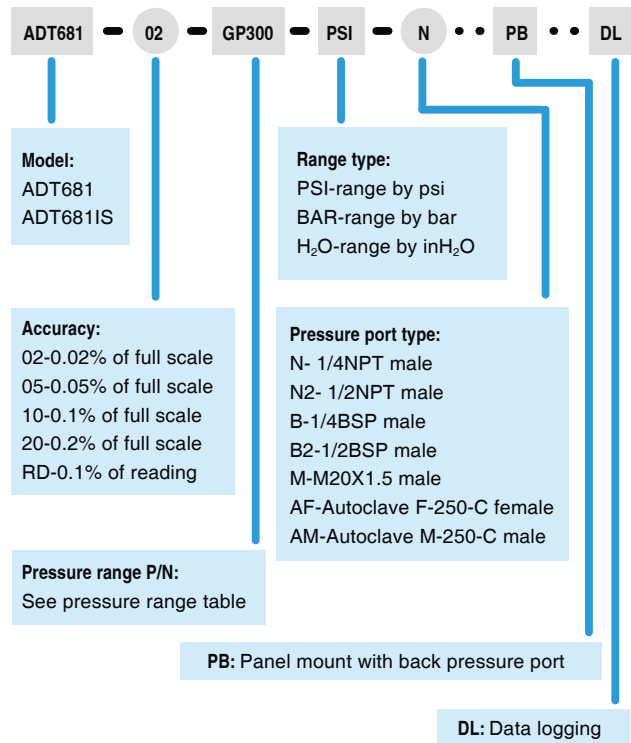 ADT681 - 02 - GP300 - PSI - N • • PB • • DL
Model:
ADT681
ADT681IS
Range type:
PSI-range by psi
BAR-range by bar
H₂O-range by inH₂O
Accuracy:
02-0.02% of full scale
05-0.05% of full scale
10-0.1% of full scale
20-0.2% of full scale
RD-0.1% of reading
Pressure port type:
N- 1/4NPT male
N2- 1/2NPT male
B-1/4BSP male
B2-1/2BSP male
M-M20X1.5 male
AF-Autoclave F-250-C female
AM-Autoclave M-250-C male
Pressure range P/N:
See pressure range table
PB: Panel mount with back pressure port
DL: Data logging